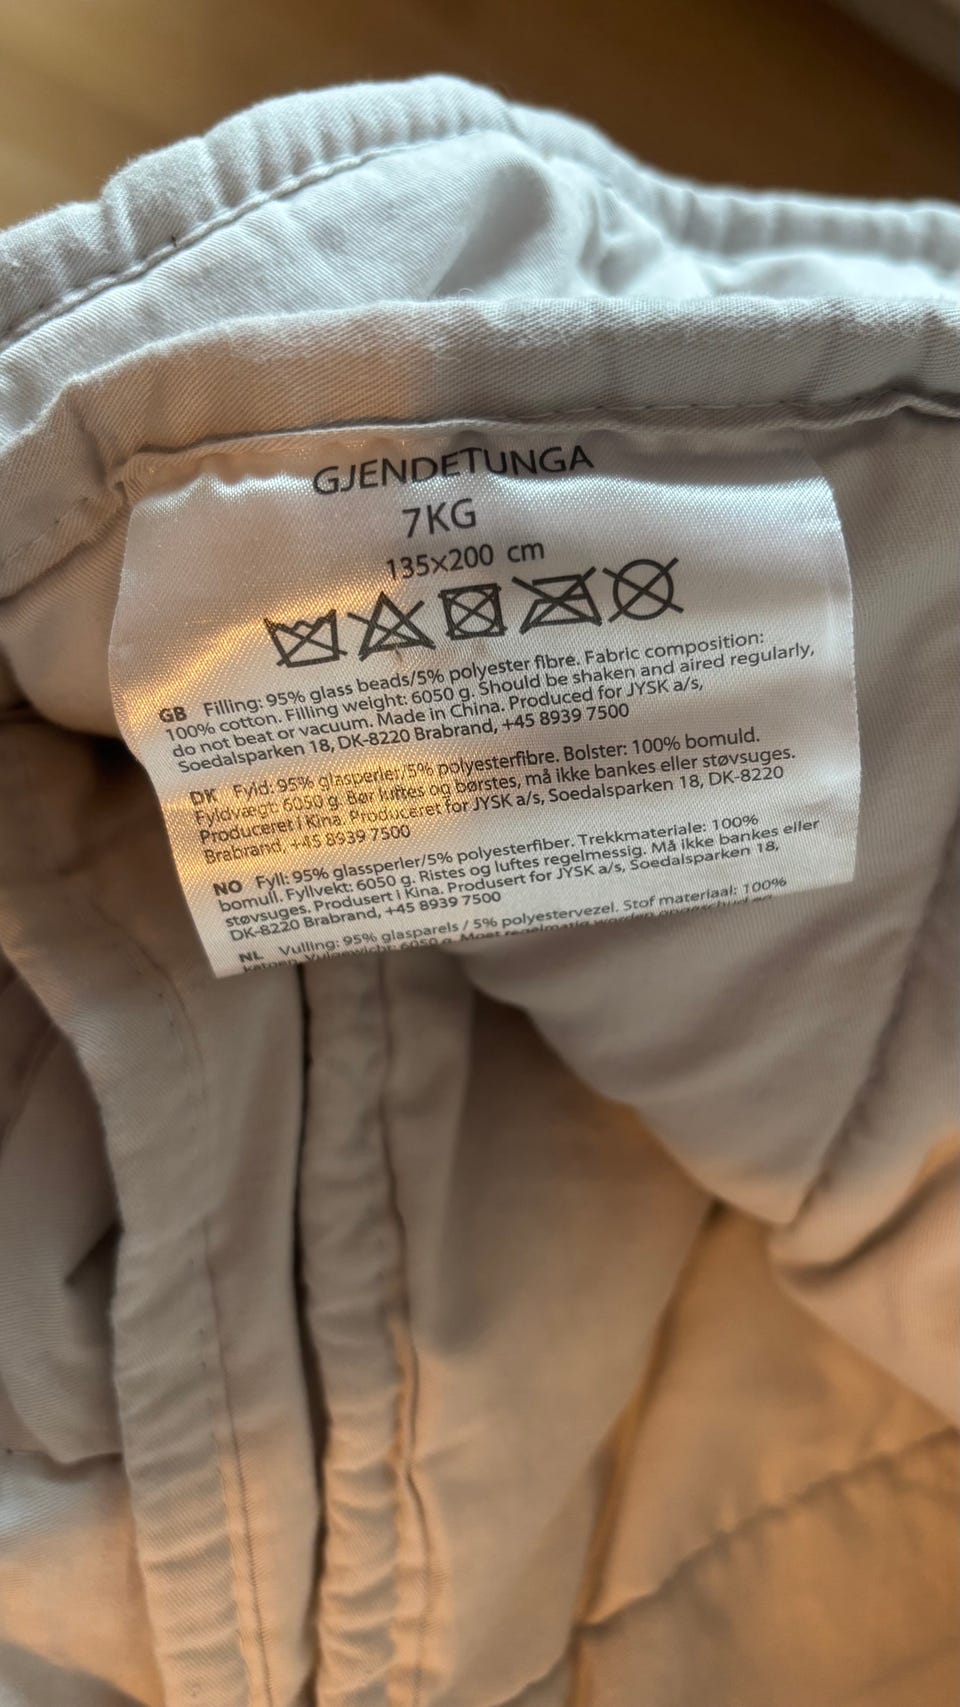 GJENDETUNGA
7KG
135×200 cm
GB Filling: 95% glass beads/5% polyester fibre. Fabric composition:
100% cotton. Filling weight: 6050 g. Should be shaken and aired regularly,
do not beat or vacuum. Made in China. Produced for JYSK a/s,
Soedalsparken 18, DK-8220 Brabrand, +45 8939 7500
DK Fyld: 95% glasperler/5% polyesterfibre. Bolster: 100% bomuld.
Fyldvægt: 6050 g. Bør luftes og børstes, må ikke bankes eller støvsuges.
Produceret i Kina. Produceret for JYSK a/s, Soedalsparken 18, DK-8220
Brabrand, +45 8939 7500
NO Fyll: 95% glassperler/5% polyesterfiber. Trekkmateriale: 100%
bomull. Fyllvekt: 6050 g. Ristes og luftes regelmessig. Må ikke bankes eller
støvsuges. Produsert i Kina. Produsert for JYSK a/s, Soedalsparken 18,
DK-8220 Brabrand, +45 8939 7500
NL Vulling: 95% glasparels / 5% polyestervezel. Stof materiaal: 100%
katoen. Vulgewicht: 6050 g. Moet regelmatig worden